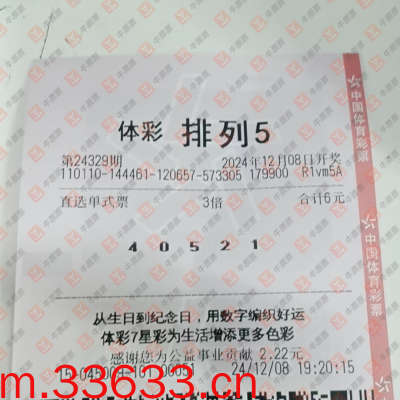 体彩 排列5
第24329期 2024年12月08日开奖
110110-144461-120657-573305 179900 R1vm5A
直选单式票 3倍 合计6元
4 0 5 2 1
从生日到纪念日，用数字编织好运
体彩7星彩为生活增添更多色彩
感谢您为公益事业贡献 2.22元
24/12/08 19:20:15
m.33633.cn
中国体育彩票
中国体育彩票